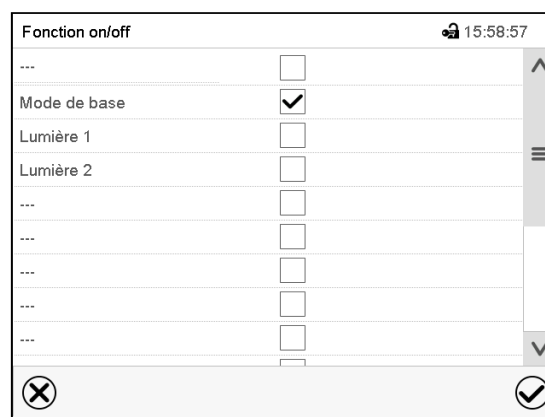 Fonction on/off 15:58:57
---
Mode de base
Lumière 1
Lumière 2
---
---
---
---
---